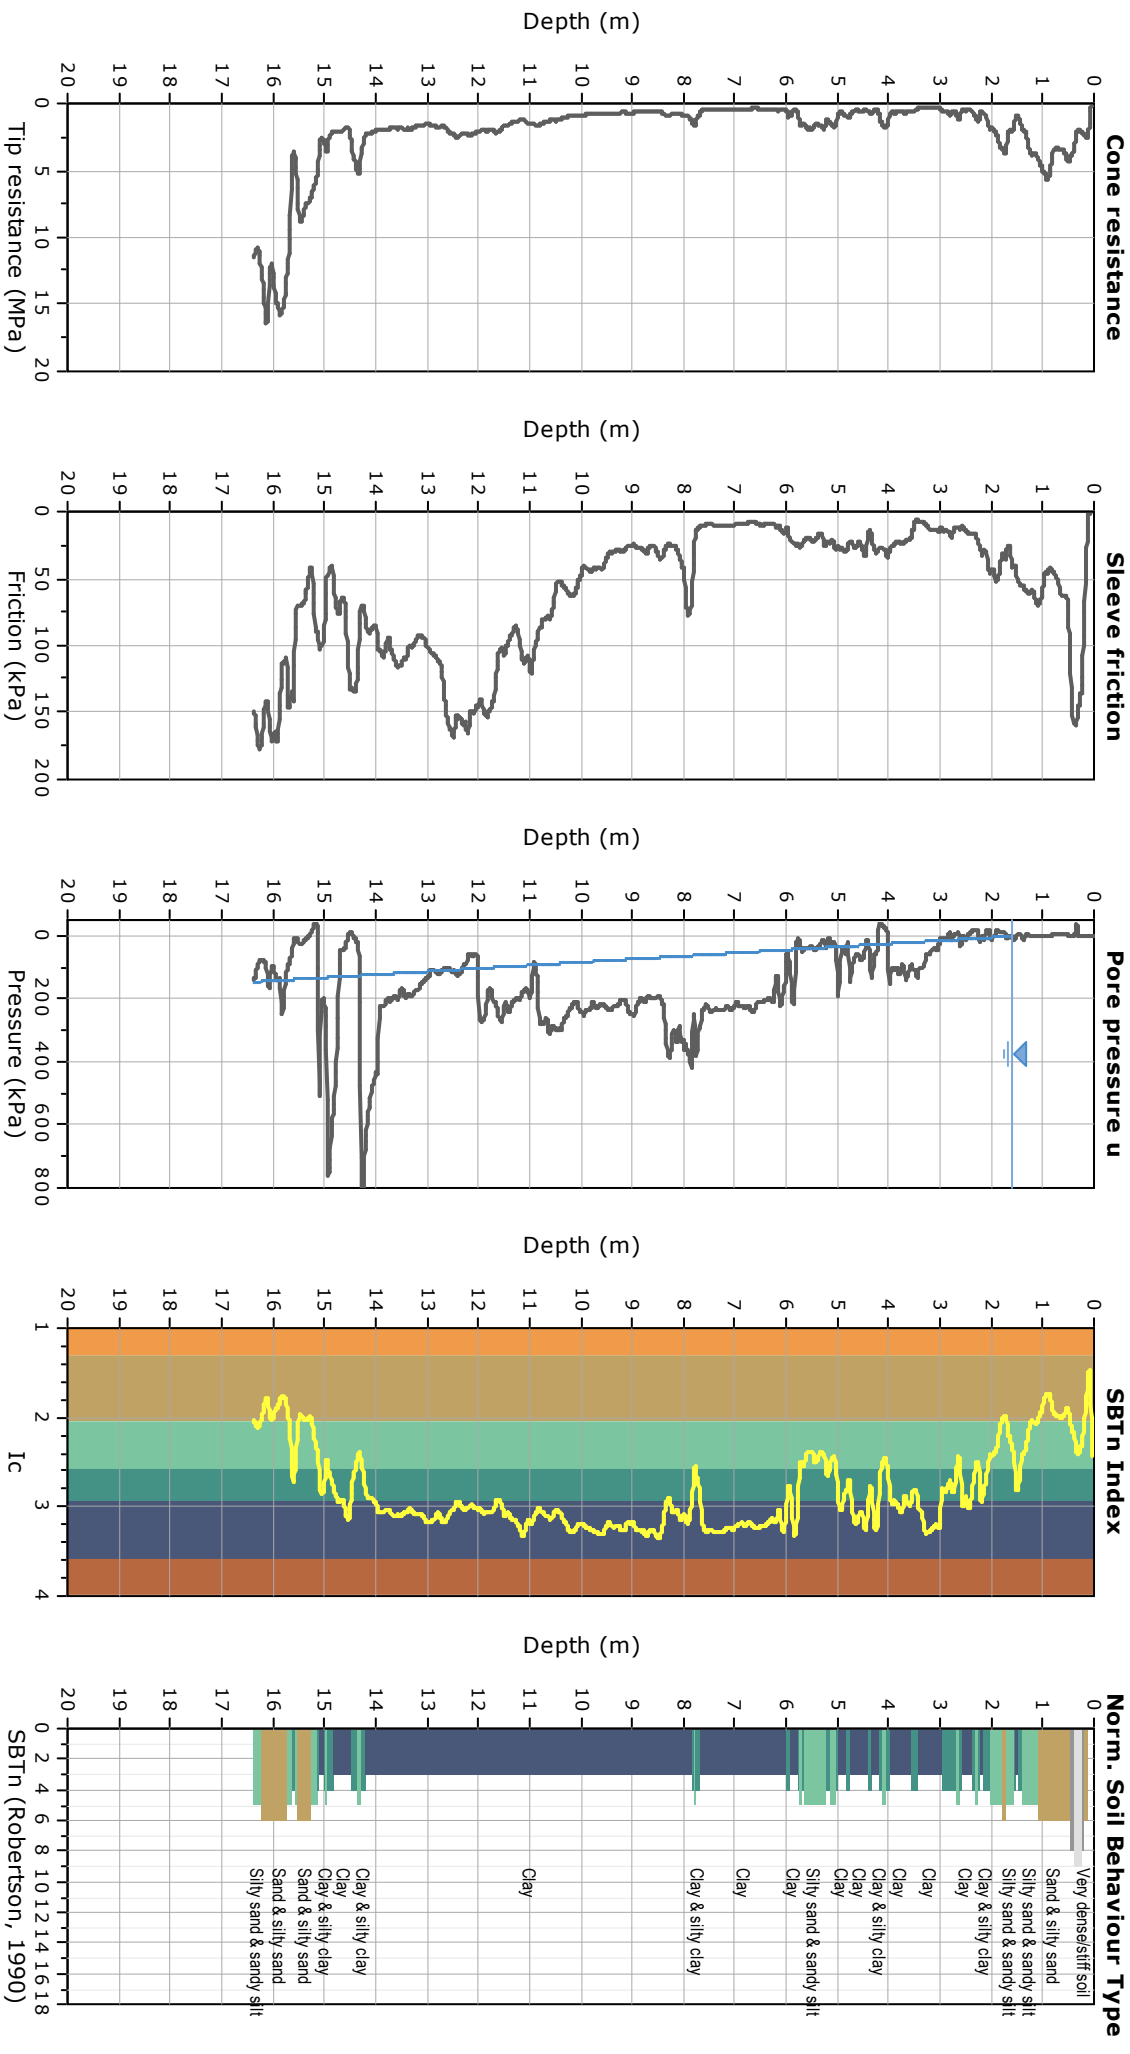 Cone resistance
0
1
2
3
4
5
6
7
8
9
10
11
12
13
14
15
16
17
18
19
20
Depth (m)
0 5 10 15 20
Tip resistance (MPa)
Sleeve friction
0
1
2
3
4
5
6
7
8
9
10
11
12
13
14
15
16
17
18
19
20
Depth (m)
0 50 100 150 200
Friction (kPa)
Pore pressure u
0
1
2
3
4
5
6
7
8
9
10
11
12
13
14
15
16
17
18
19
20
Depth (m)
0 200 400 600 800
Pressure (kPa)
SBTn Index
0
1
2
3
4
5
6
7
8
9
10
11
12
13
14
15
16
17
18
19
20
Depth (m)
1 2 3 4
Ic
Norm. Soil Behaviour Type
0
1
2
3
4
5
6
7
8
9
10
11
12
13
14
15
16
17
18
19
20
Depth (m)
Very dense/stiff soil
Sand & silty sand
Silty sand & sandy silt
Silty sand & sandy silt
Clay & silty clay
Clay
Clay
Clay
Clay & silty clay
Clay
Clay
Silty sand & sandy silt
Clay
Clay
Clay & silty clay
Clay
Clay & silty clay
Clay
Clay & silty clay
Sand & silty sand
Sand & silty sand
Silty sand & sandy silt
0 2 4 6 8 10 12 14 16 18
SBTn (Robertson, 1990)